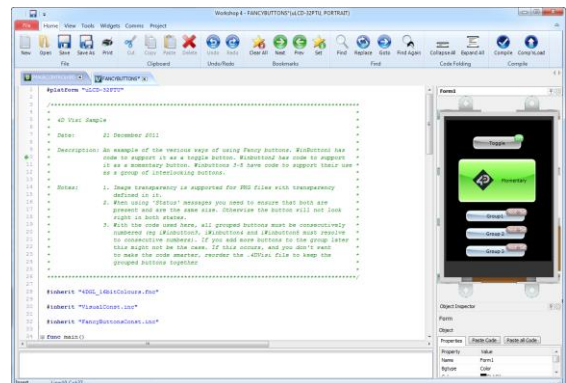 Workshop 4 - FANCYBUTTONS*(uLCD-32PTU, PORTRAIT)
File Home View Tools Widgets Comms Project
New Open Save Save As Print Cut Copy Paste Delete Undo Redo Clear All Next Prev Set Find Replace Goto Find Again Collapse All Expand All Compile Comp'nLoad
File Clipboard Undo/Redo Bookmarks Find Code Folding Compile
FANCYBUTTONS*
#platform "uLCD-32PTU"
4D Visi Sample
Date: 21 December 2011
Description: An example of the various ways of using Fancy buttons. WinButton1 has
code to support it as a toggle button. Winbutton2 has code to support
it as a momentary button. Winbuttons 3-5 have code to support their use
as a group of interlocking buttons.
Notes: 1. Image transparency is supported for PNG files with transparency
defined in it.
2. When using 'Status' messages you need to ensure that both are
present and are the same size. Otherwise the button will not look
right in both states.
3. With the code used here, all grouped buttons must be consecutively
numbered (eg iWinbutton3, iWinbutton4 and iWinbutton5 must resolve
to consecutive numbers). If you add more buttons to the group later
this might not be the case. If this occurs, and you don't want
to make the code smarter, reorder the .4DVisi file to keep the
grouped buttons together
#inherit "4DGL_16bitColours.fnc"
#inherit "VisualConst.inc"
#inherit "FancyButtonsConst.inc"
func main()
Form1
Toggle
Momentary
Group1
Group 2
Group 3
Object Inspector
Form
Object
Properties Paste Code Paste all Code
Property Value
Name Form1
Bgtype Color